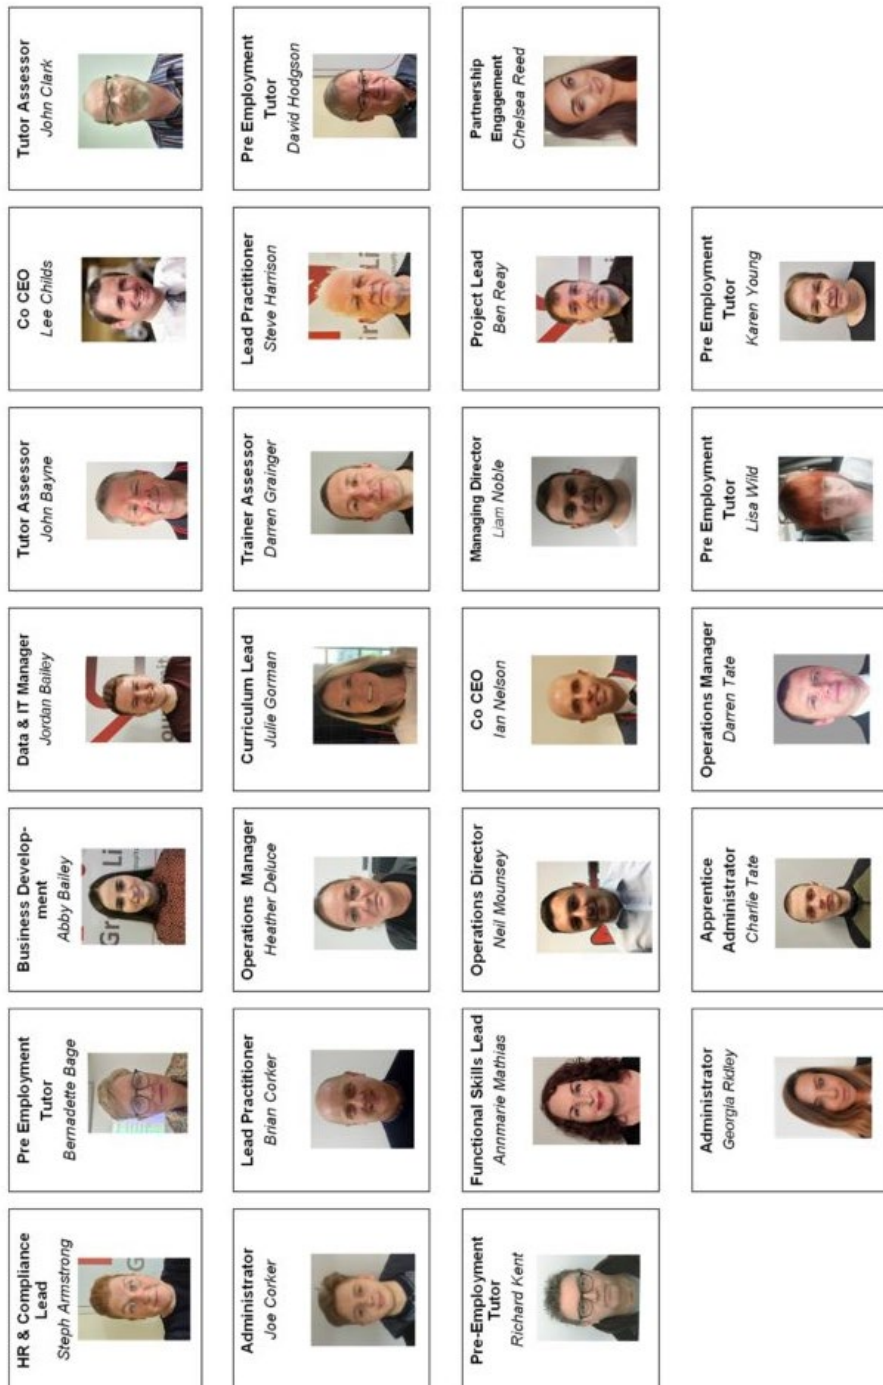 HR & Compliance
Lead
Steph Armstrong
Pre Employment
Tutor
Bernadette Bage
Business Develop-
ment
Abby Bailey
Data & IT Manager
Jordan Bailey
Tutor Assessor
John Bayne
Co CEO
Lee Childs
Tutor Assessor
John Clark
Administrator
Joe Corker
Lead Practitioner
Brian Corker
Operations Manager
Heather Deluce
Curriculum Lead
Julie Gorman
Trainer Assessor
Darren Grainger
Lead Practitioner
Steve Harrison
Pre Employment
Tutor
David Hodgson
Pre-Employment
Tutor
Richard Kent
Functional Skills Lead
Annmarie Mathias
Operations Director
Neil Mounsey
Co CEO
Ian Nelson
Managing Director
Liam Noble
Project Lead
Ben Reay
Partnership
Engagement
Chelsea Reed
Administrator
Georgia Ridley
Apprentice
Administrator
Charlie Tate
Operations Manager
Darren Tate
Pre Employment
Tutor
Lisa Wild
Pre Employment
Tutor
Karen Young